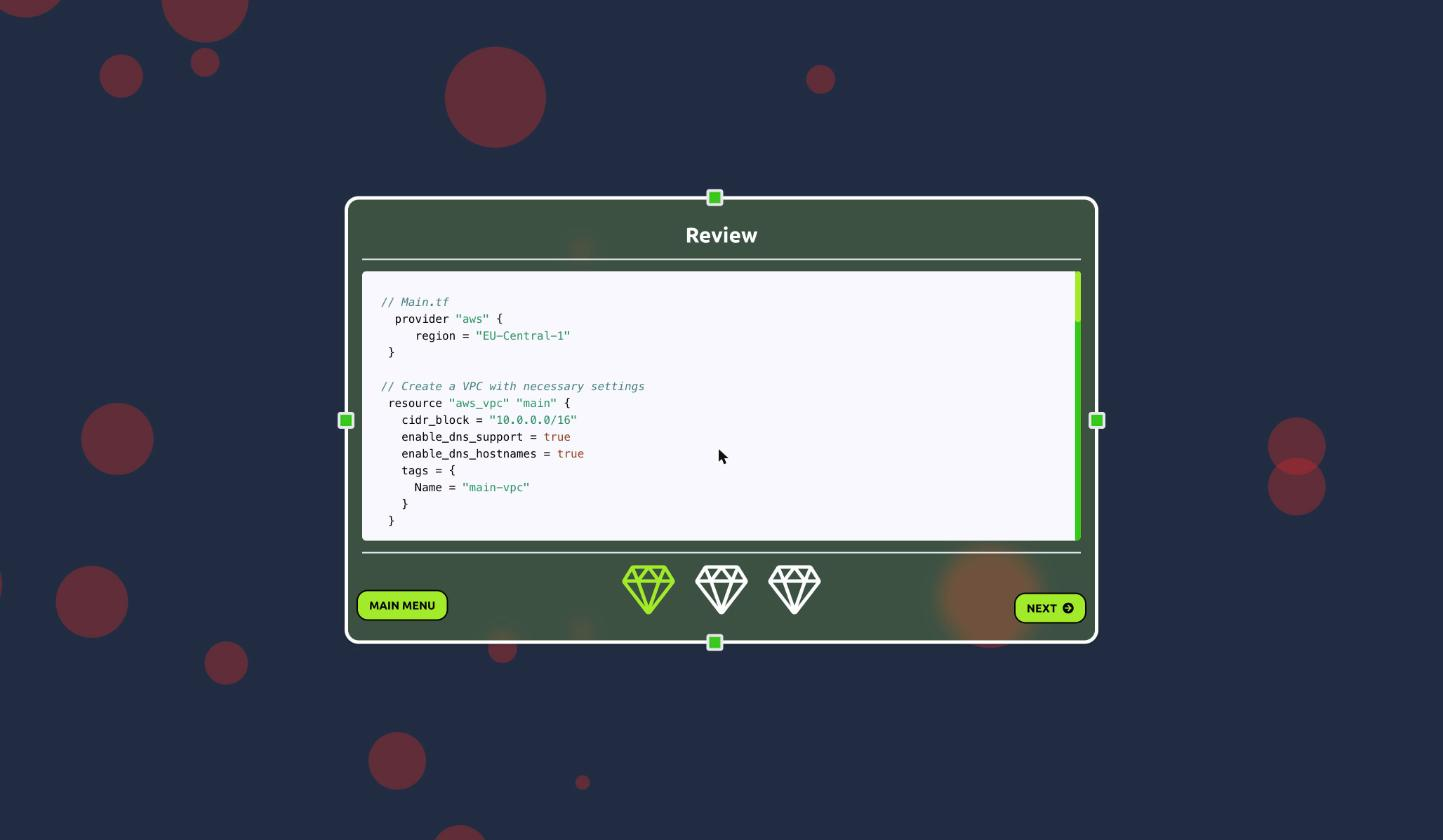 Review
// Main.tf
provider "aws" {
region = "EU-Central-1"
}
// Create a VPC with necessary settings
resource "aws_vpc" "main" {
cidr_block = "10.0.0.0/16"
enable_dns_support = true
enable_dns_hostnames = true
tags = {
Name = "main-vpc"
}
}
MAIN MENU
NEXT